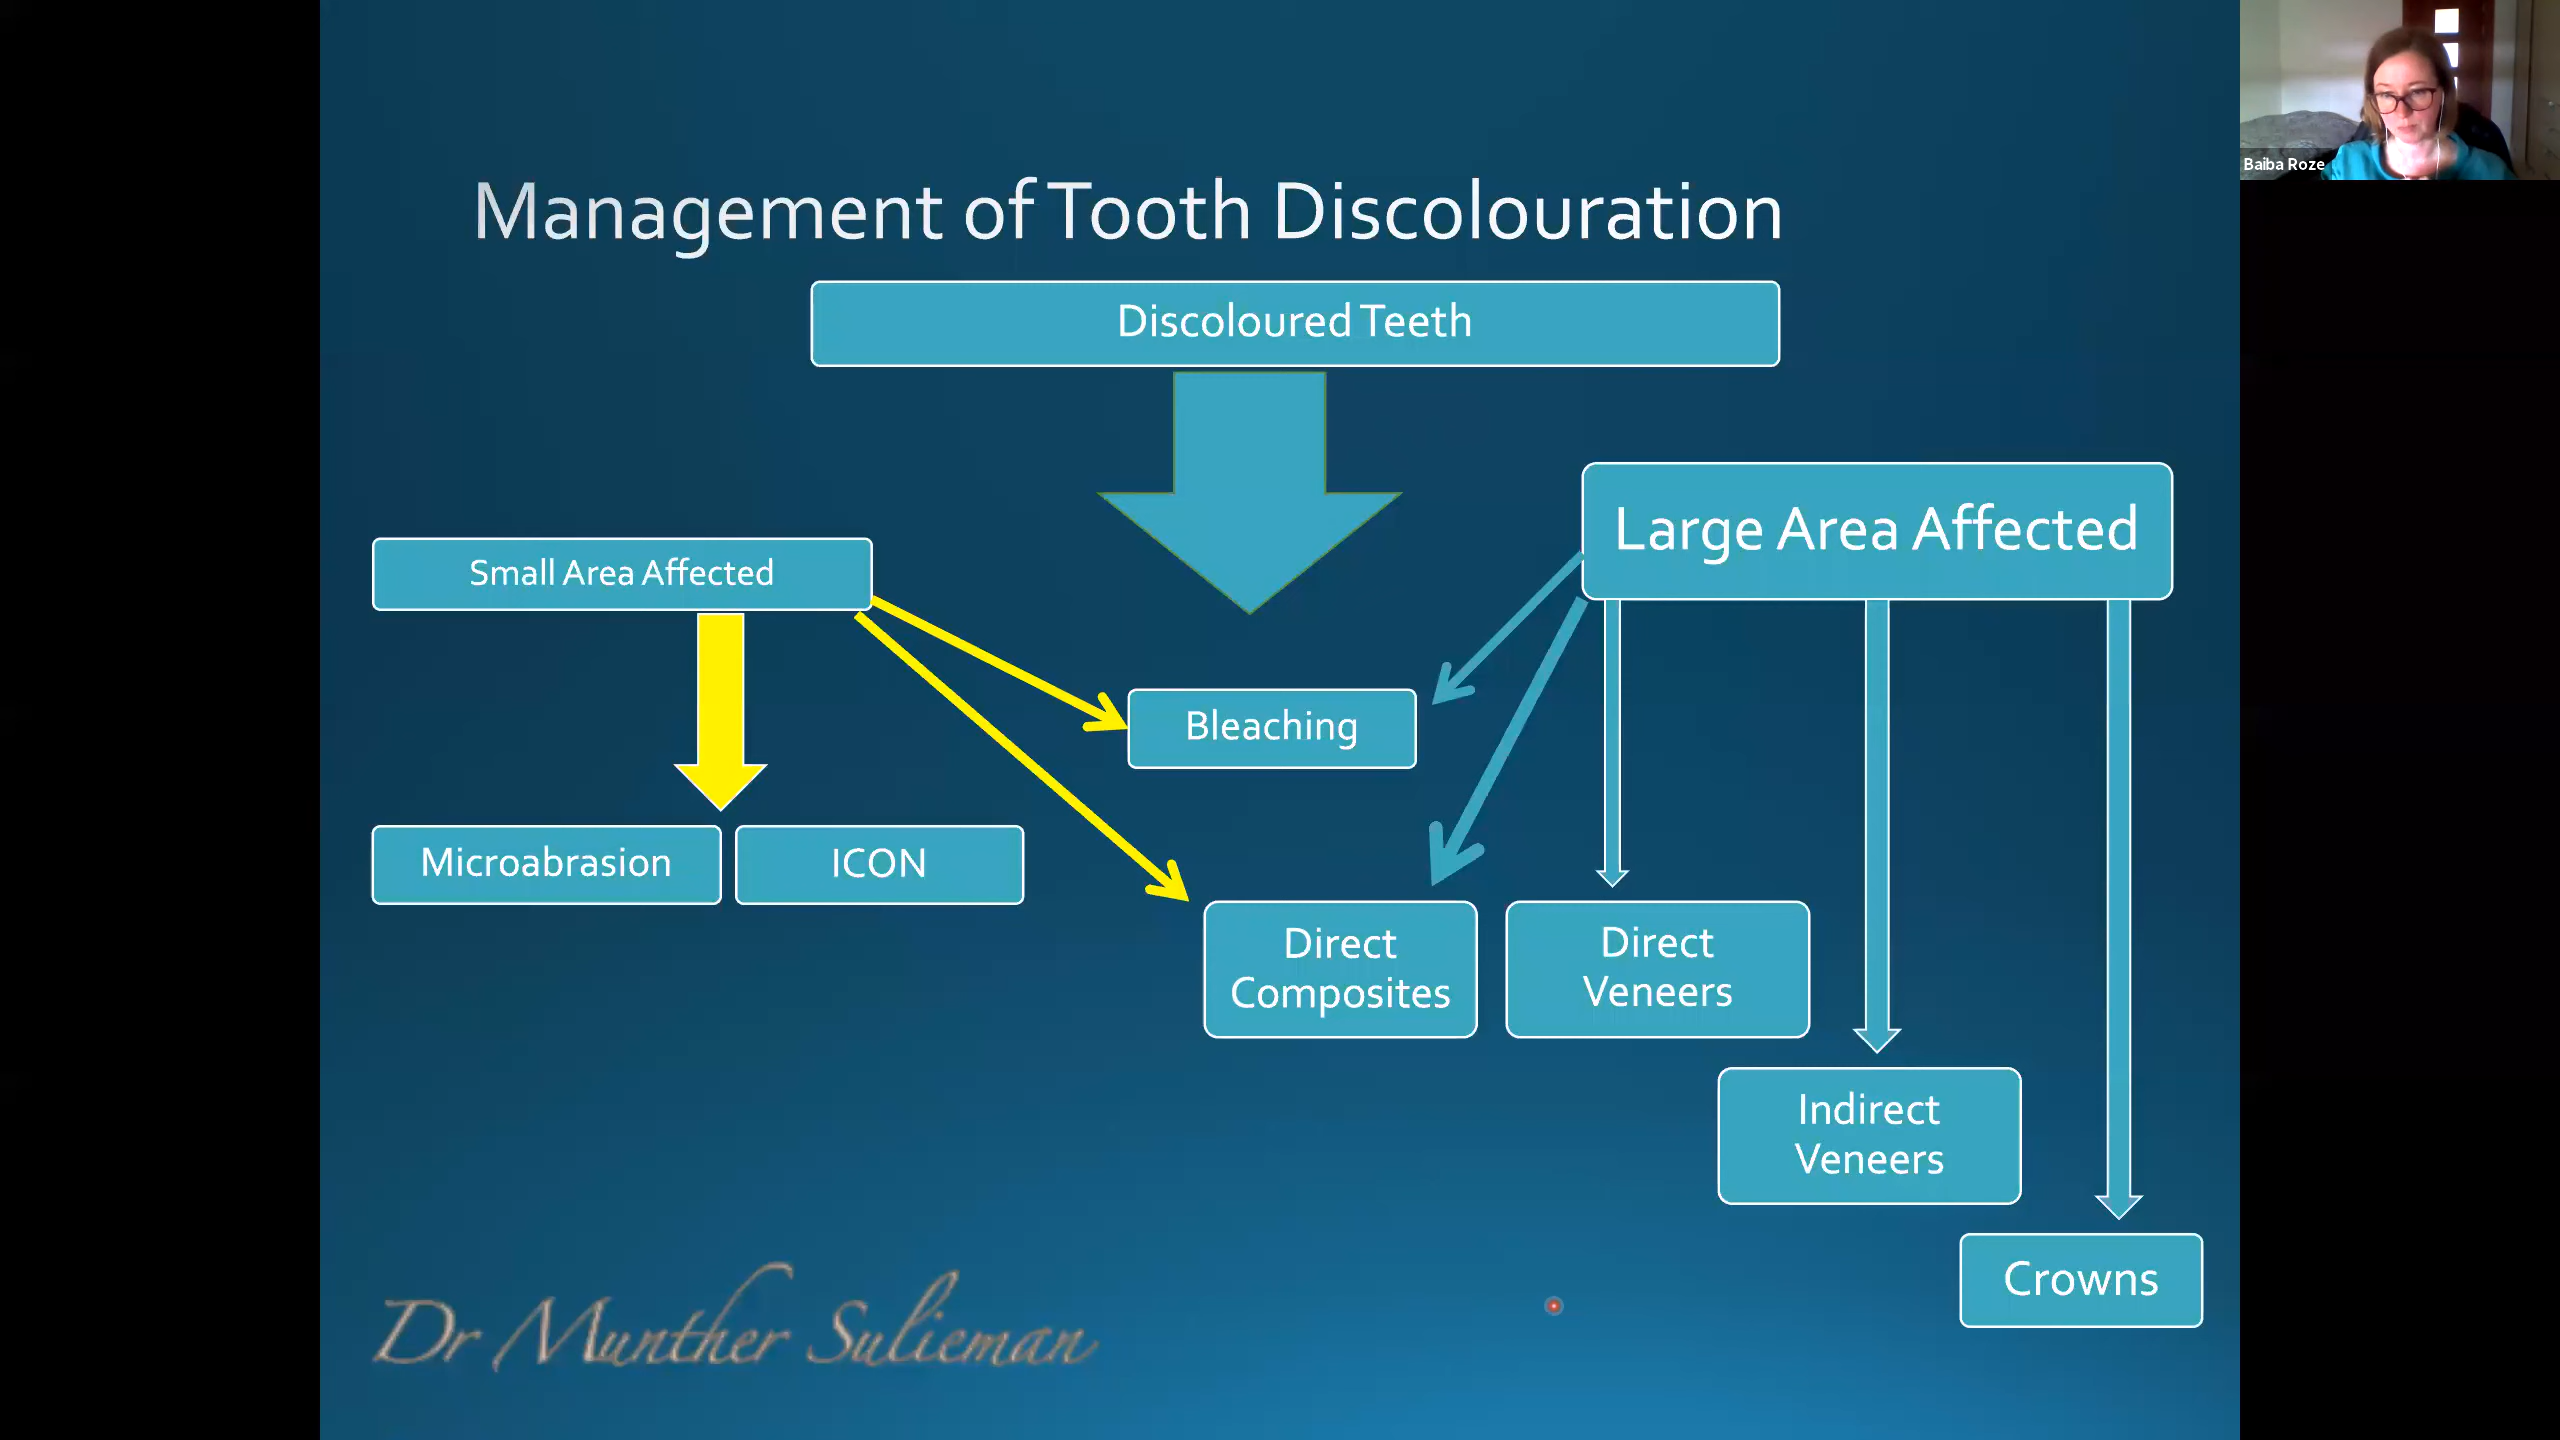 Baiba Roze
Management of Tooth Discolouration
Discoloured Teeth
Large Area Affected
Small Area Affected
Bleaching
Microabrasion
ICON
Direct
Composites
Direct
Veneers
Indirect
Veneers
Crowns
Dr Munther Sulieman